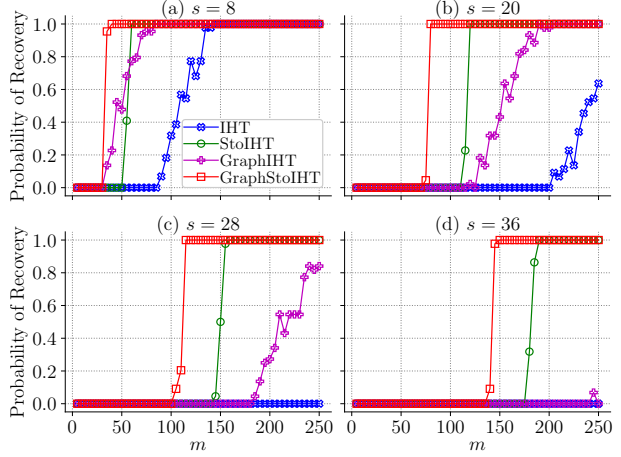 (a) s = 8
(b) s = 20
Probability of Recovery
1.0
0.8
0.6
0.4
0.2
0.0
IHT
StoIHT
GraphIHT
GraphStoIHT
(c) s = 28
(d) s = 36
Probability of Recovery
1.0
0.8
0.6
0.4
0.2
0.0
0 50 100 150 200 250
0 50 100 150 200 250
m
m